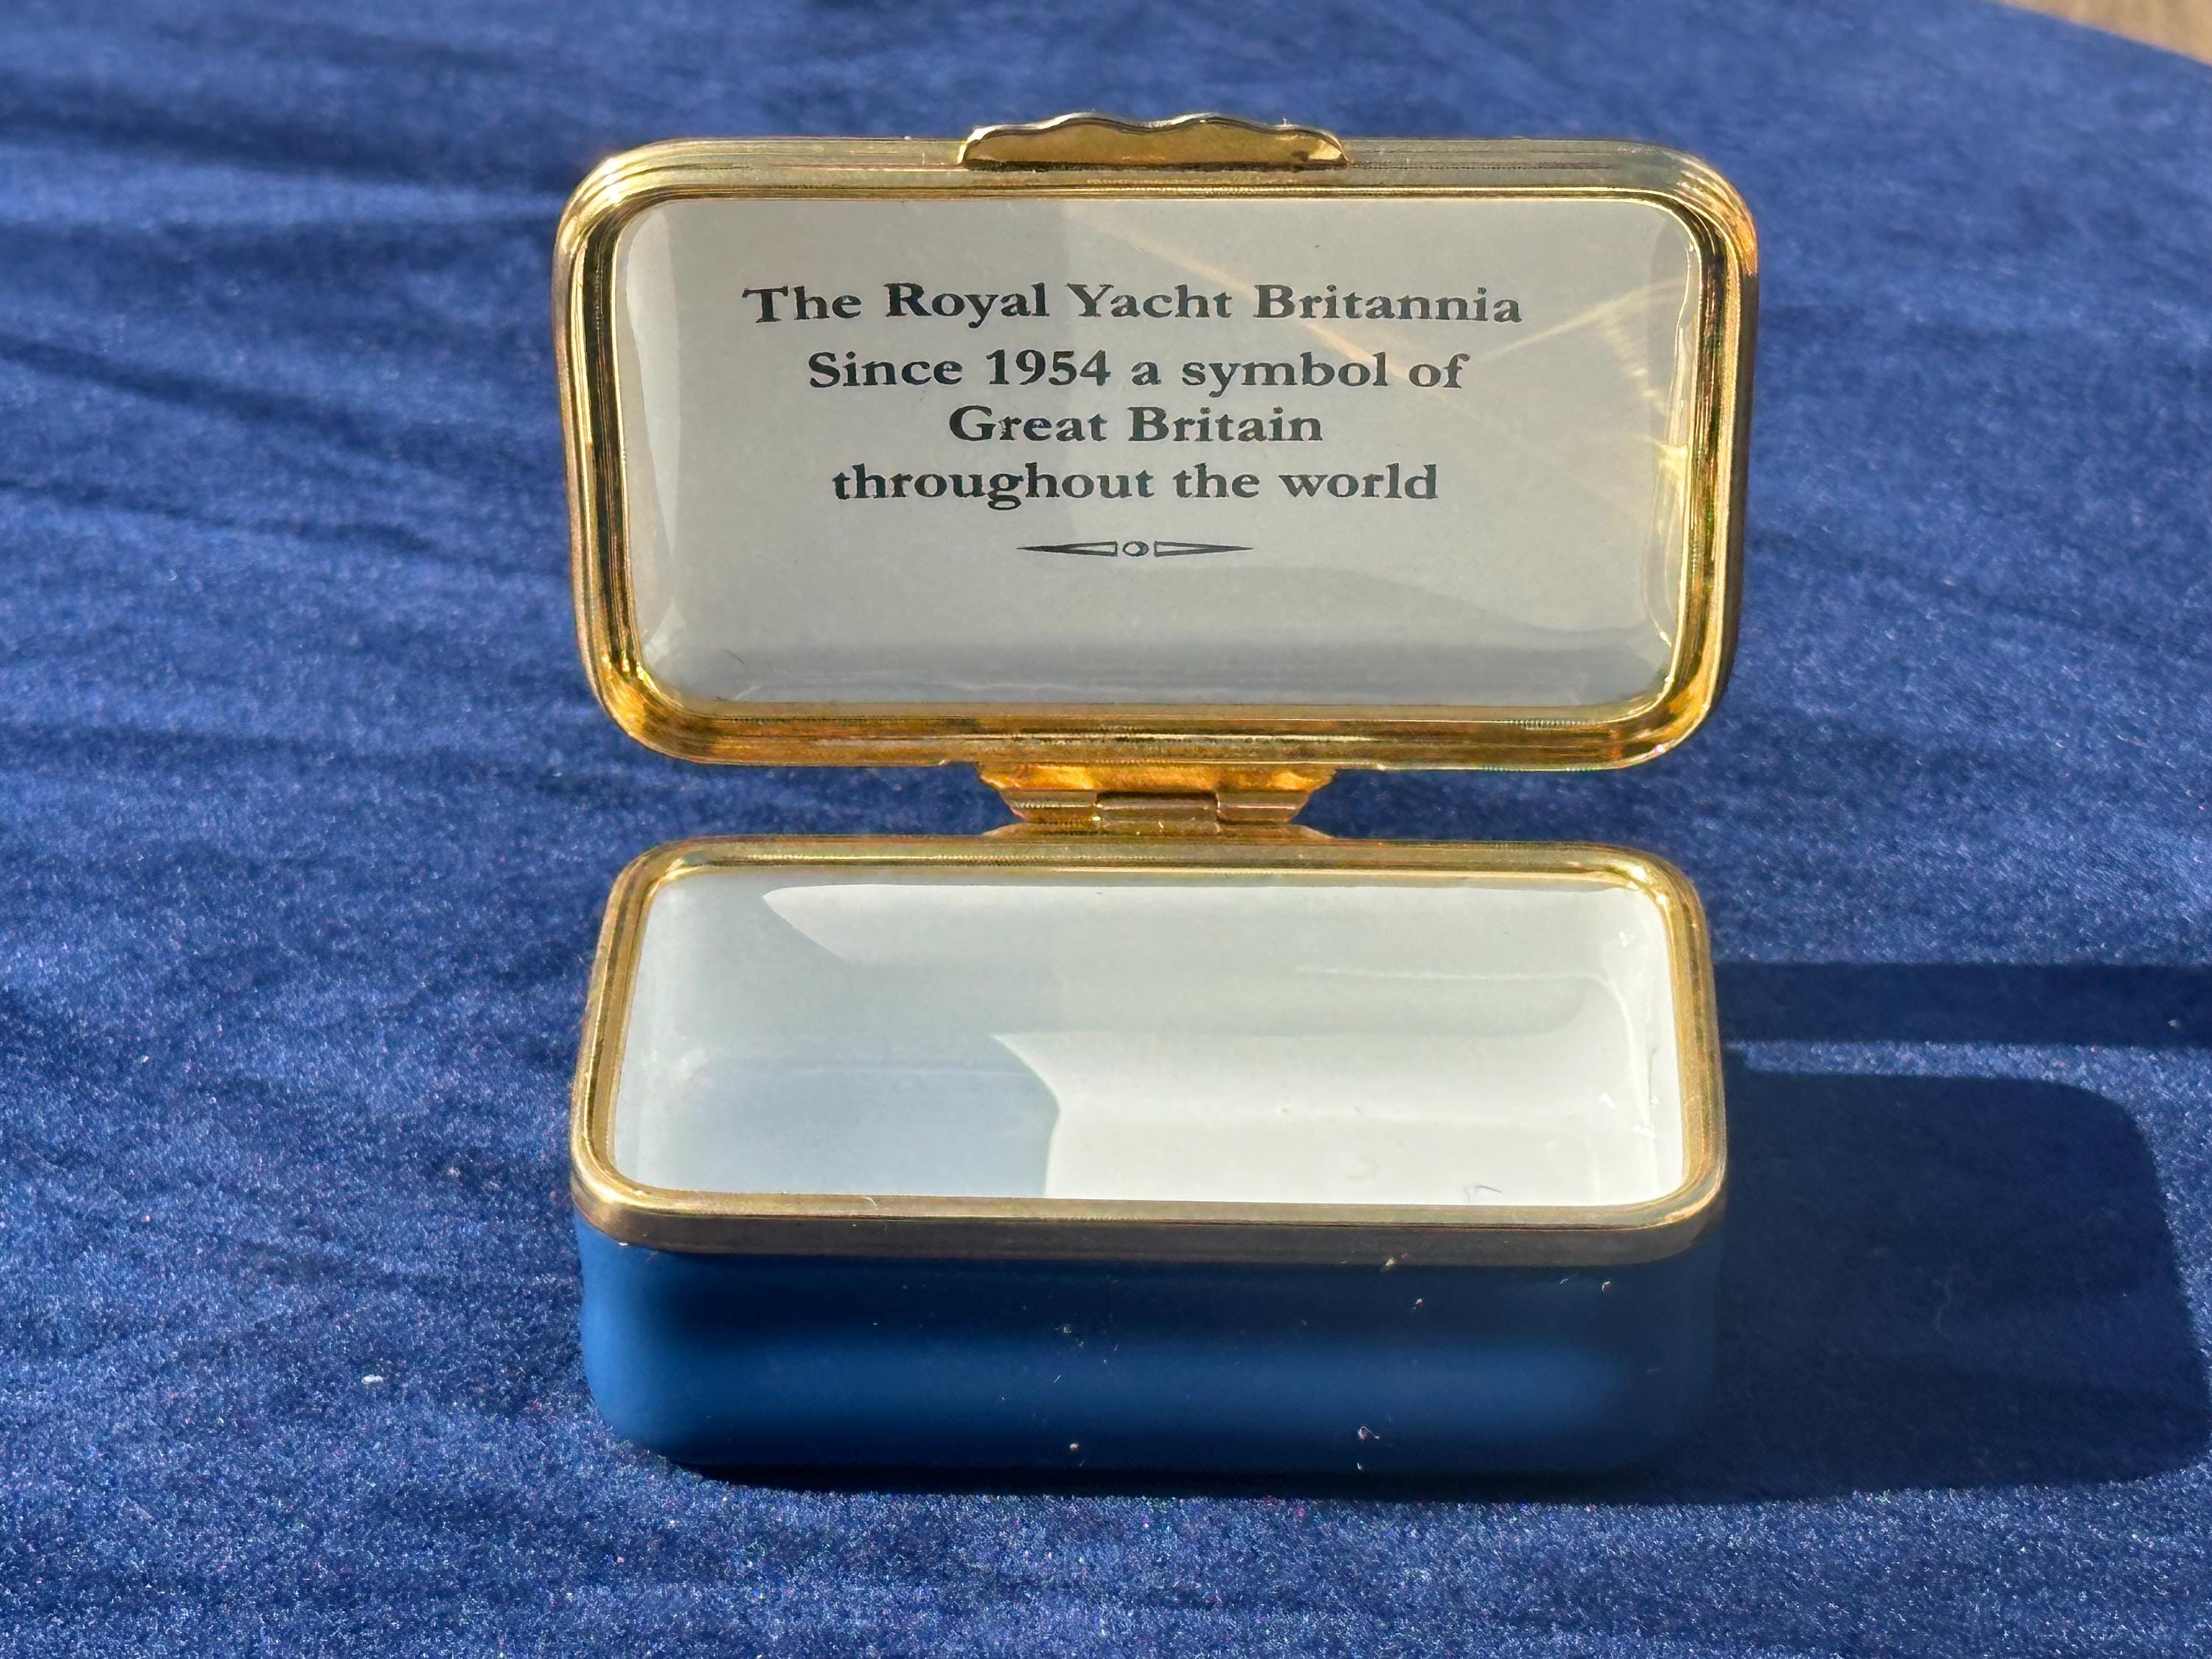 The Royal Yacht Britannia
Since 1954 a symbol of
Great Britain
throughout the world